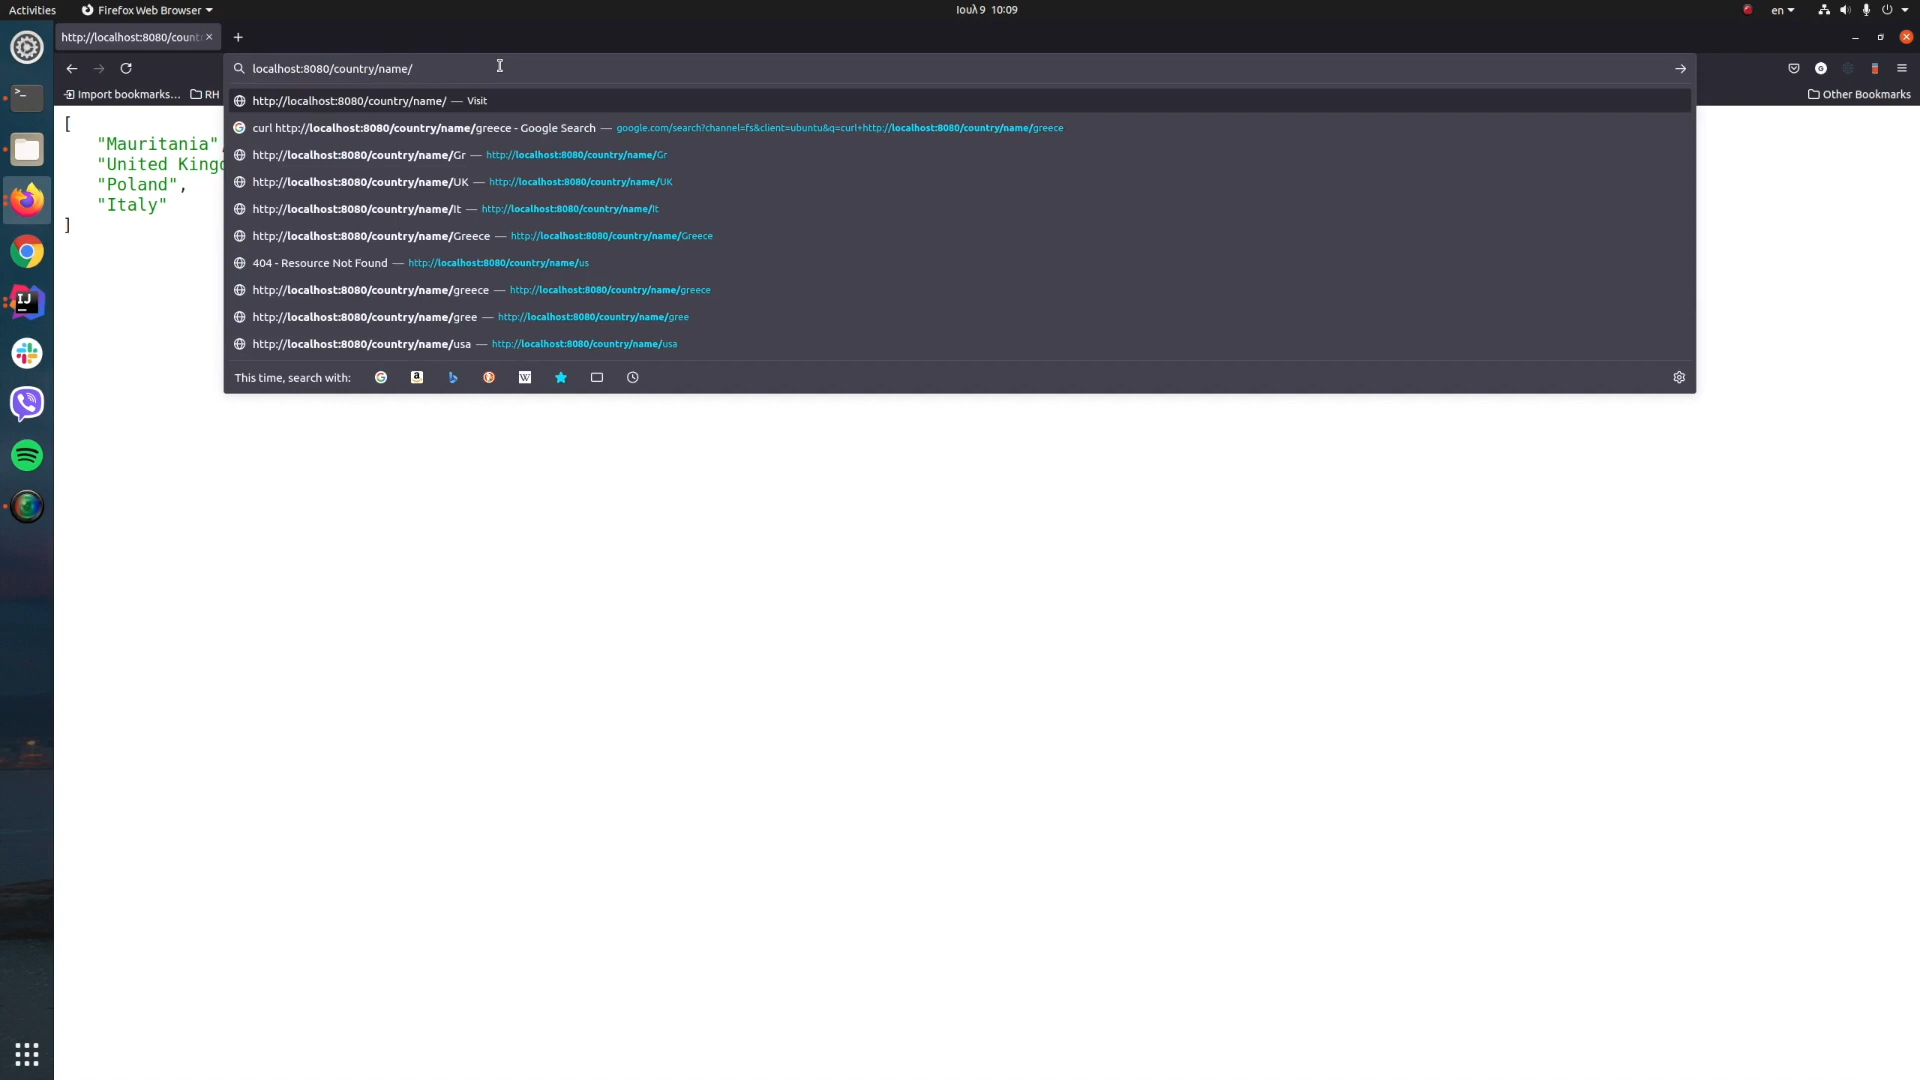 Activities
Firefox Web Browser
Ιουλ 9 10:09
en
http://localhost:8080/count
localhost:8080/country/name/
Import bookmarks...
RH
Other Bookmarks
http://localhost:8080/country/name/ — Visit
curl http://localhost:8080/country/name/greece - Google Search — google.com/search?channel=fs&client=ubuntu&q=curl+http://localhost:8080/country/name/greece
http://localhost:8080/country/name/Gr — http://localhost:8080/country/name/Gr
http://localhost:8080/country/name/UK — http://localhost:8080/country/name/UK
http://localhost:8080/country/name/It — http://localhost:8080/country/name/It
http://localhost:8080/country/name/Greece — http://localhost:8080/country/name/Greece
404 - Resource Not Found — http://localhost:8080/country/name/us
http://localhost:8080/country/name/greece — http://localhost:8080/country/name/greece
http://localhost:8080/country/name/gree — http://localhost:8080/country/name/gree
http://localhost:8080/country/name/usa — http://localhost:8080/country/name/usa
This time, search with:
[
"Mauritania",
"United Kingd
"Poland",
"Italy"
]